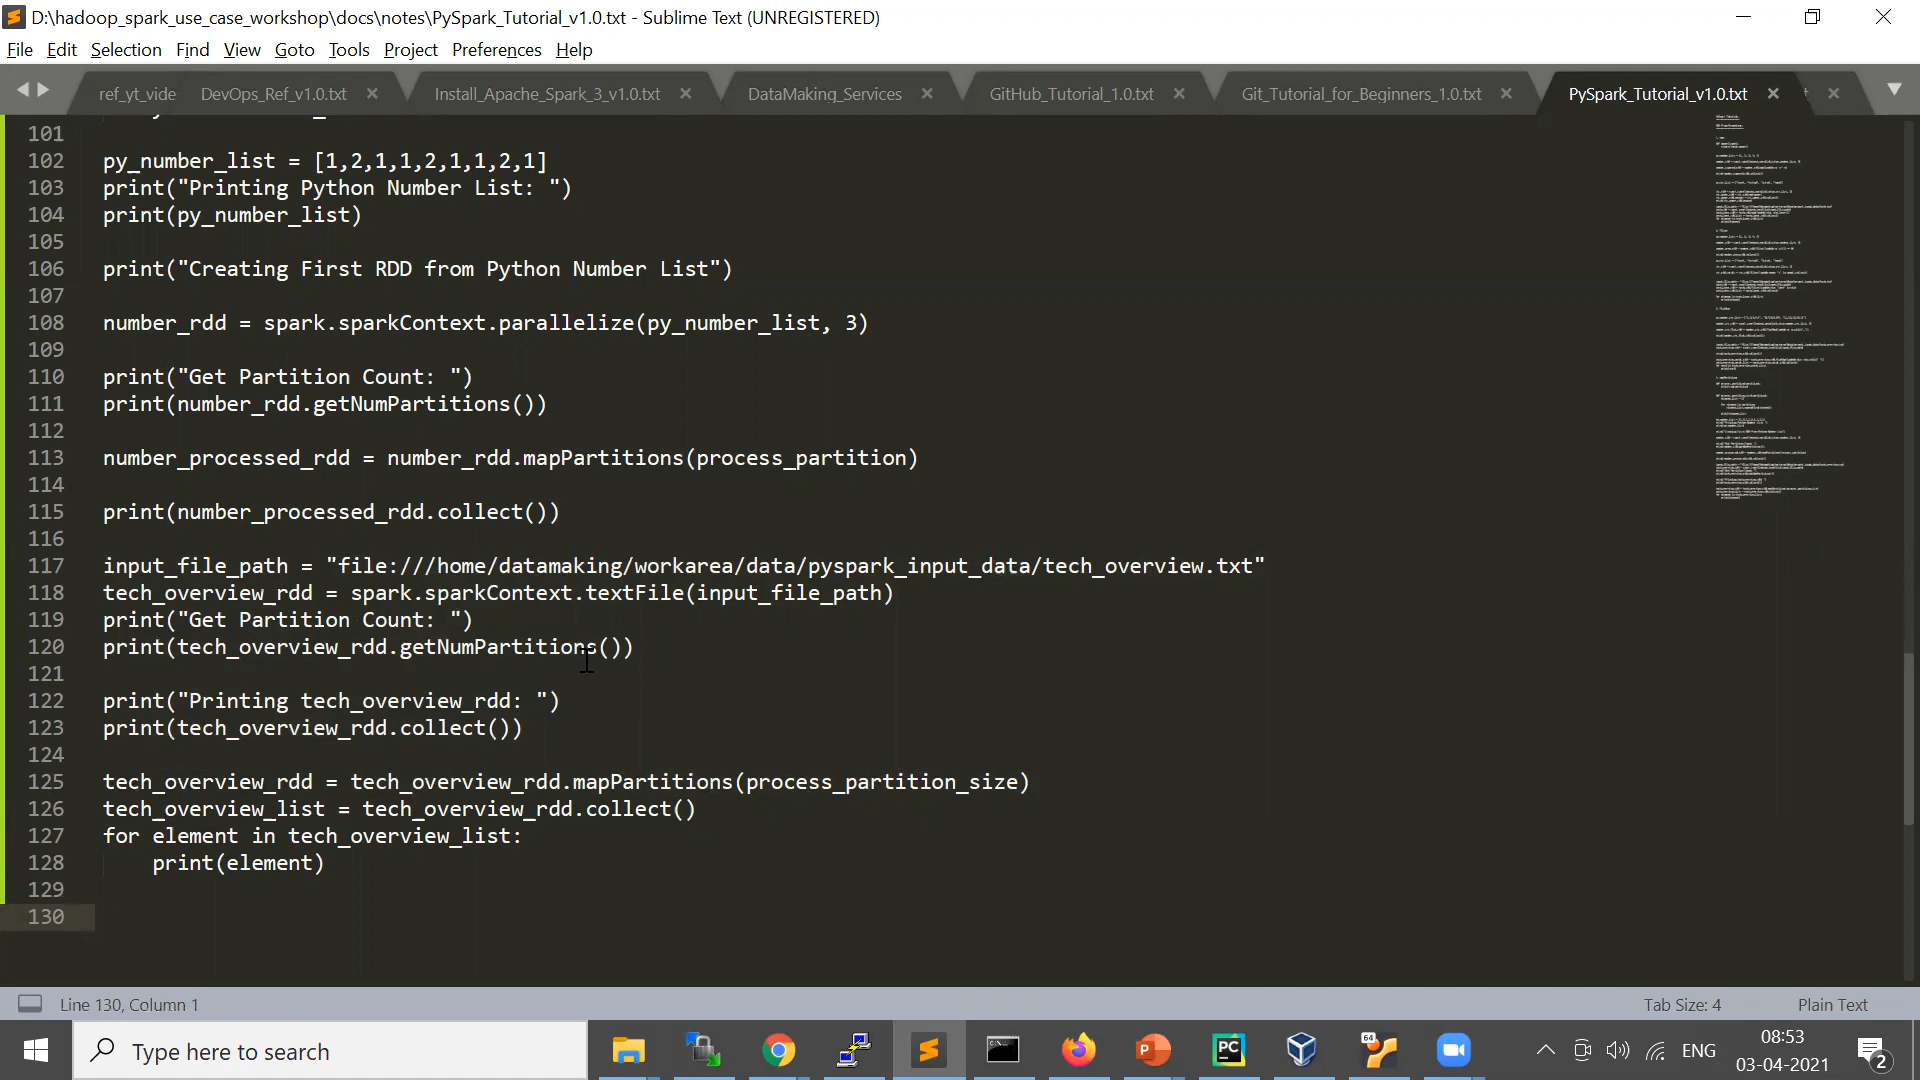 D:\hadoop_spark_use_case_workshop\docs\notes\PySpark_Tutorial_v1.0.txt - Sublime Text (UNREGISTERED)
File Edit Selection Find View Goto Tools Project Preferences Help
ref_yt_vide DevOps_Ref_v1.0.txt Install_Apache_Spark_3_v1.0.txt DataMaking_Services GitHub_Tutorial_1.0.txt Git_Tutorial_for_Beginners_1.0.txt PySpark_Tutorial_v1.0.txt
101
102 py_number_list = [1,2,1,1,2,1,1,2,1]
103 print("Printing Python Number List: ")
104 print(py_number_list)
105
106 print("Creating First RDD from Python Number List")
107
108 number_rdd = spark.sparkContext.parallelize(py_number_list, 3)
109
110 print("Get Partition Count: ")
111 print(number_rdd.getNumPartitions())
112
113 number_processed_rdd = number_rdd.mapPartitions(process_partition)
114
115 print(number_processed_rdd.collect())
116
117 input_file_path = "file:///home/datamaking/workarea/data/pyspark_input_data/tech_overview.txt"
118 tech_overview_rdd = spark.sparkContext.textFile(input_file_path)
119 print("Get Partition Count: ")
120 print(tech_overview_rdd.getNumPartitions())
121
122 print("Printing tech_overview_rdd: ")
123 print(tech_overview_rdd.collect())
124
125 tech_overview_rdd = tech_overview_rdd.mapPartitions(process_partition_size)
126 tech_overview_list = tech_overview_rdd.collect()
127 for element in tech_overview_list:
128 print(element)
129
130
Line 130, Column 1 Tab Size: 4 Plain Text
Type here to search PC 64 ENG 08:53
03-04-2021 2